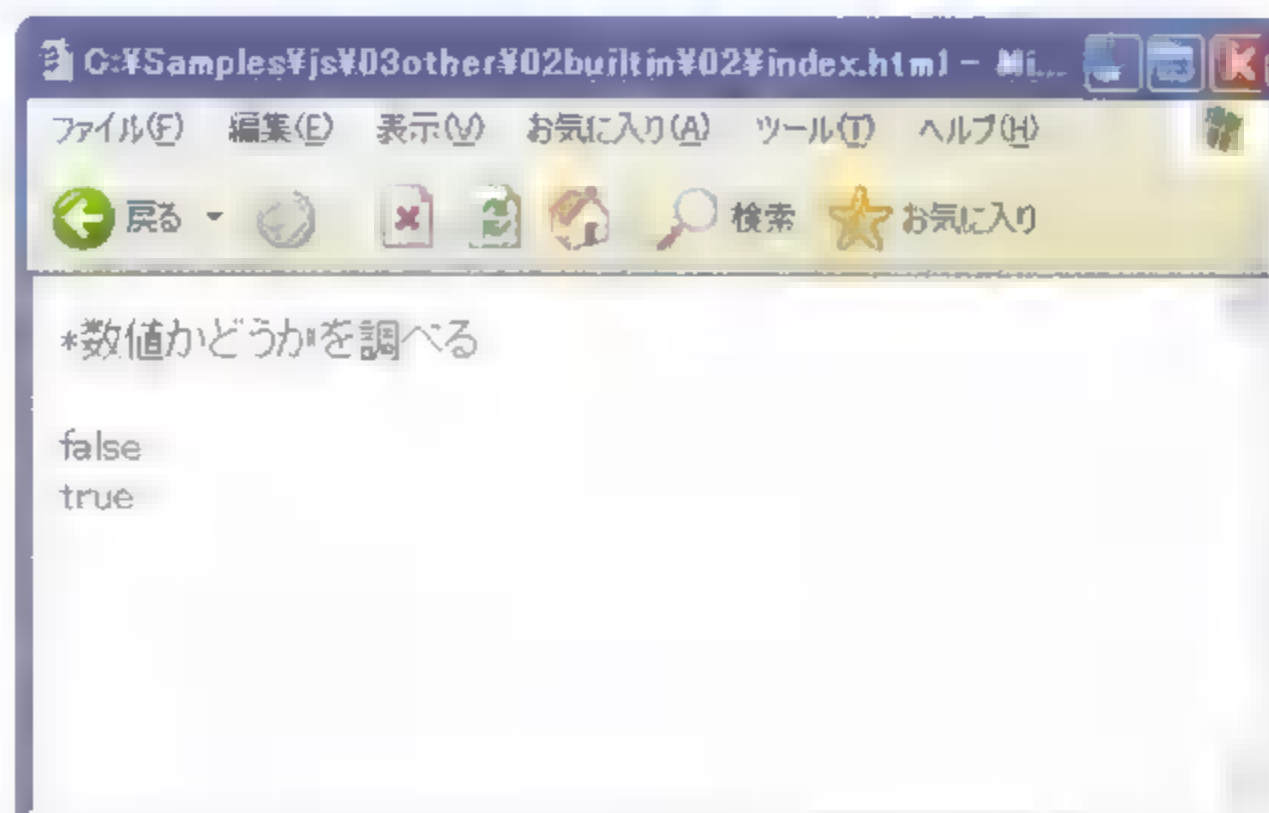 C:¥Samples¥js¥03other¥02builtin¥02¥index.html - Mi...
ファイル(F) 編集(E) 表示(V) お気に入り(A) ツール(T) ヘルプ(H)
戻る 検索 お気に入り
*数値かどうかを調べる
false
true